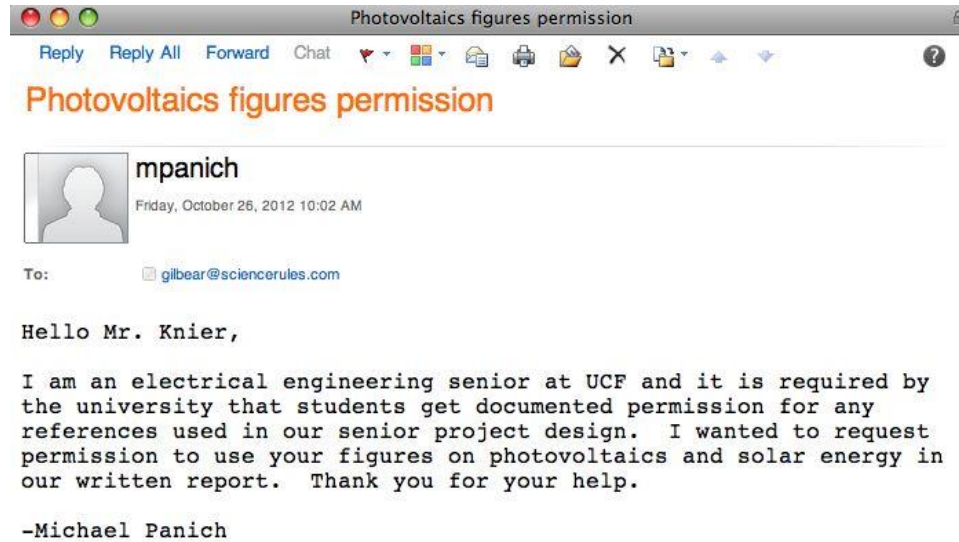 Photovoltaics figures permission
Reply Reply All Forward Chat ?
Photovoltaics figures permission
mpanich
Friday, October 26, 2012 10:02 AM
To: gilbear@sciencerules.com
Hello Mr. Knier,
I am an electrical engineering senior at UCF and it is required by
the university that students get documented permission for any
references used in our senior project design.  I wanted to request
permission to use your figures on photovoltaics and solar energy in
our written report.  Thank you for your help.
-Michael Panich